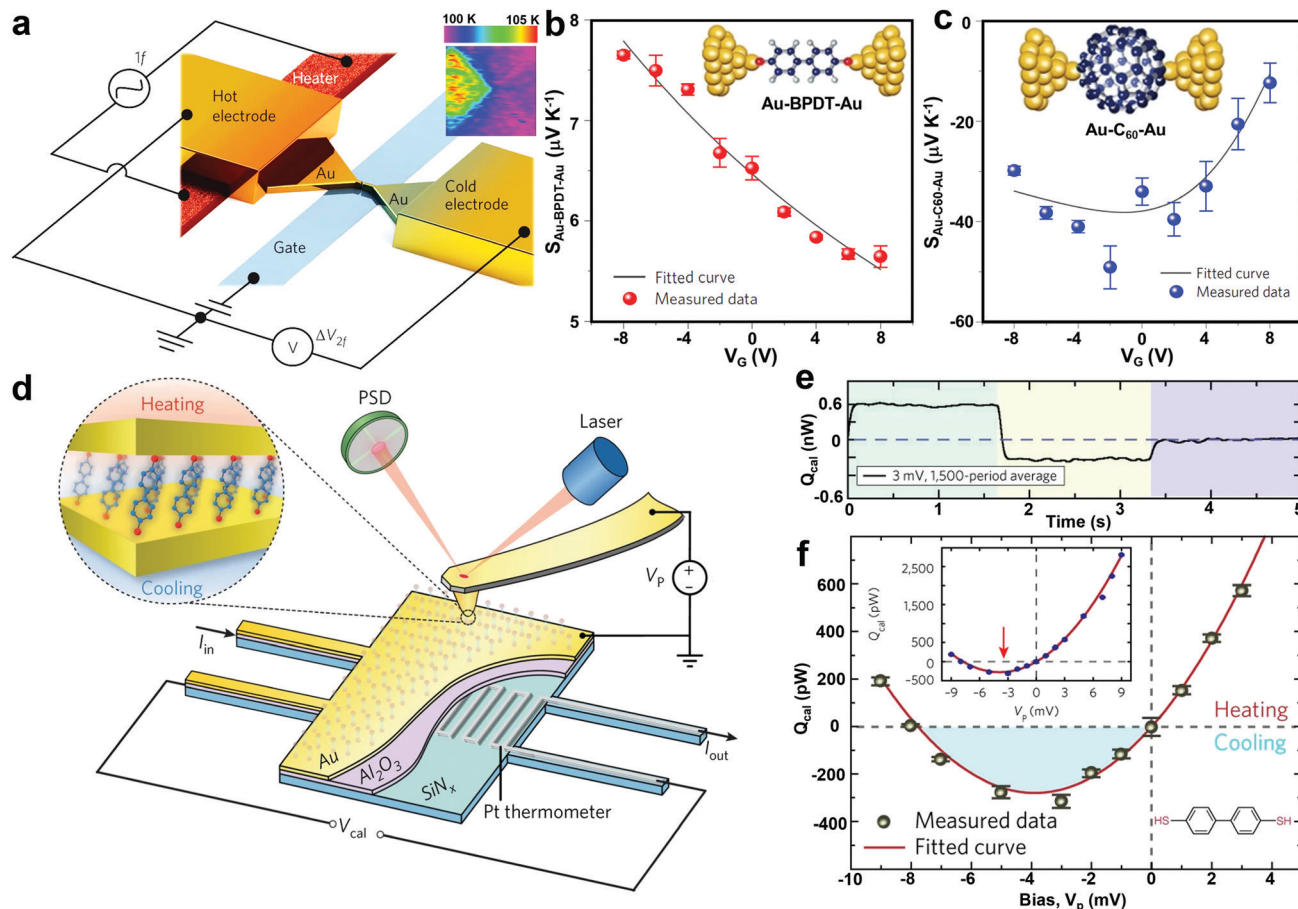 a
1f
Heater
Hot
electrode
Au
Au
Cold
electrode
Gate
V
ΔV2f
100 K 105 K
b
S Au-BPDT-Au (μV K⁻¹)
8
7
6
5
Au-BPDT-Au
Fitted curve
Measured data
-8 -4 0 4 8
VG (V)
c
S Au-C60-Au (μV K⁻¹)
0
-20
-40
-60
Au-C60-Au
Fitted curve
Measured data
-8 -4 0 4 8
VG (V)
d
Heating
Cooling
PSD
Laser
VP
+
−
Iin
Iout
Au
Al2O3
SiNx
Pt thermometer
Vcal
e
Qcal (nW)
0.6
0
-0.6
3 mV, 1,500-period average
0 1 2 3 4 5
Time (s)
f
Qcal (pW)
600
400
200
0
-200
-400
Qcal (pW)
2,500
1,500
500
0
-500
-9 -6 -3 0 3 6 9
VP (mV)
Heating
Cooling
Measured data
Fitted curve
HS
SH
-10 -8 -6 -4 -2 0 2 4
Bias, Vp (mV)